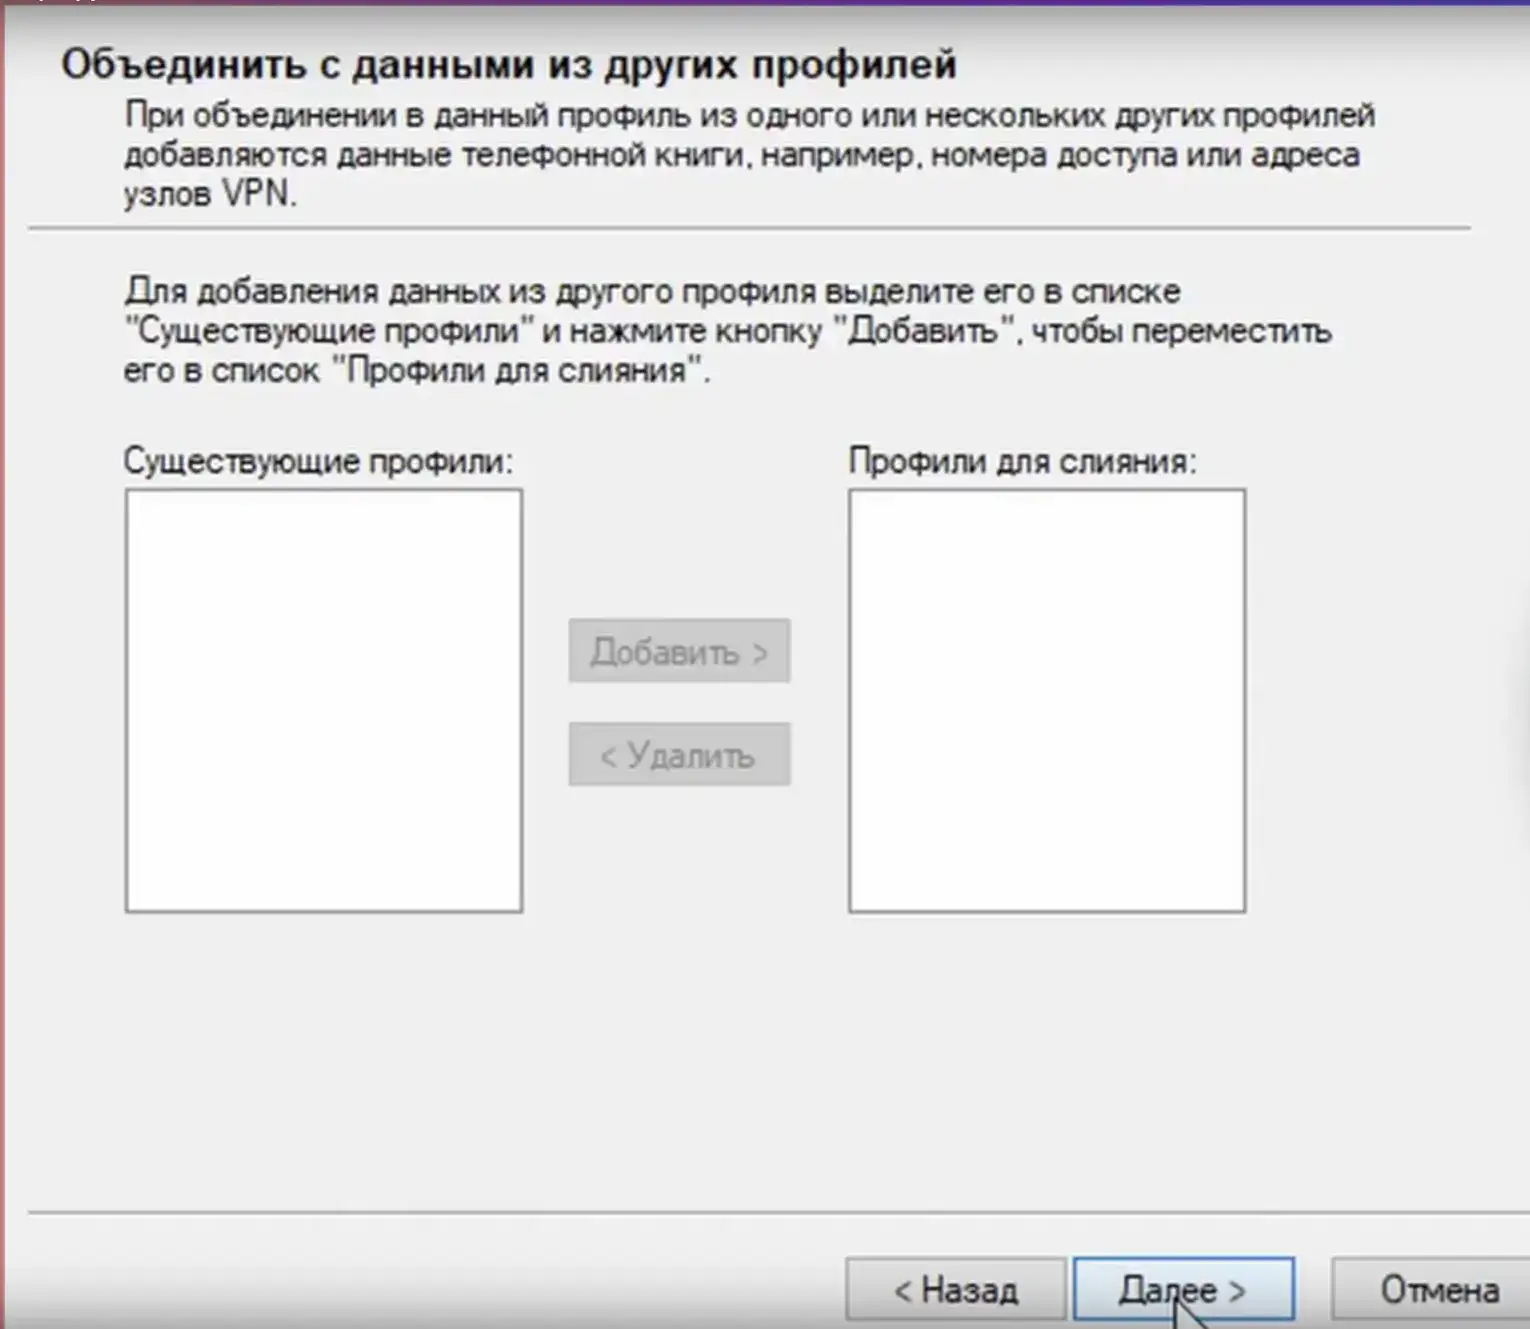 Объединить с данными из других профилей
При объединении в данный профиль из одного или нескольких других профилей
добавляются данные телефонной книги, например, номера доступа или адреса
узлов VPN.
Для добавления данных из другого профиля выделите его в списке
"Существующие профили" и нажмите кнопку "Добавить", чтобы переместить
его в список "Профили для слияния".
Существующие профили:
Профили для слияния:
Добавить >
< Удалить
< Назад
Далее >
Отмена